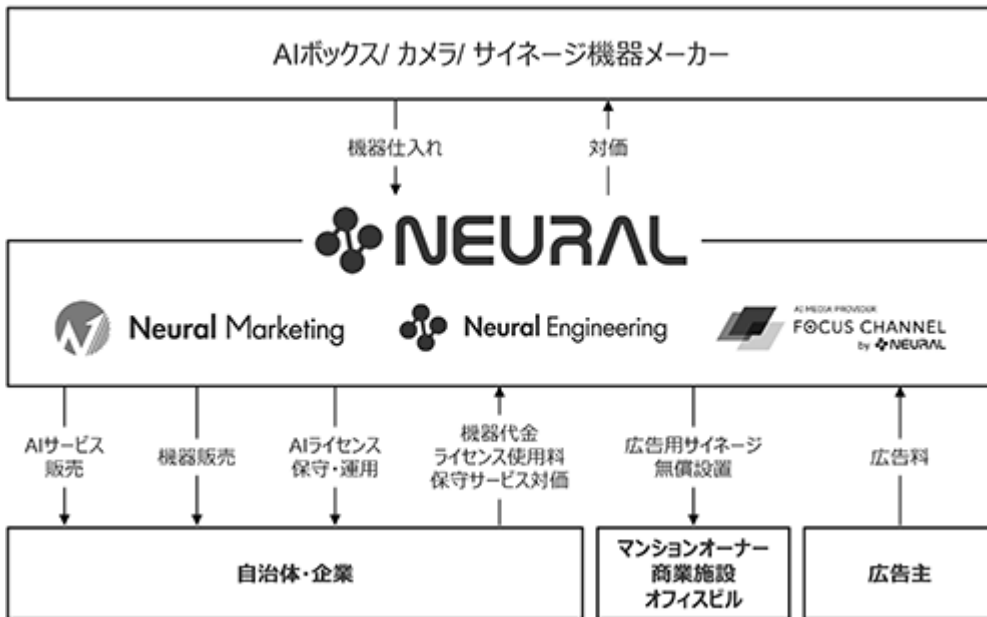 AIボックス/ カメラ/ サイネージ機器メーカー
機器仕入れ
対価
NEURAL
Neural Marketing
Neural Engineering
AI MEDIA PROVIDER
FOCUS CHANNEL
by NEURAL
AIサービス
販売
機器販売
AIライセンス
保守・運用
機器代金
ライセンス使用料
保守サービス対価
広告用サイネージ
無償設置
広告料
自治体・企業
マンションオーナー
商業施設
オフィスビル
広告主